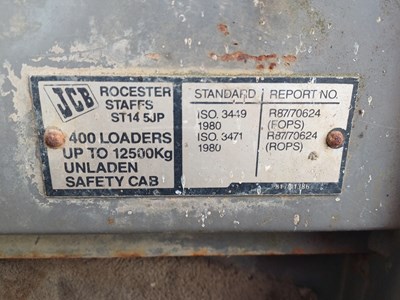 JCB
ROCESTER
STAFFS
ST14 5JP
400 LOADERS
UP TO 12500Kg
UNLADEN
SAFETY CAB
STANDARD
REPORT NO.
ISO. 3449
1980
R87/70624
(FOPS)
ISO. 3471
1980
R87/70624
(ROPS)